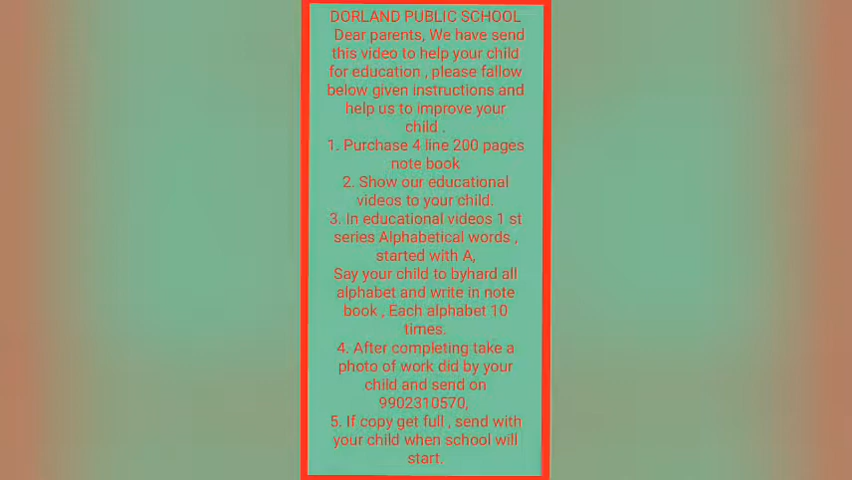 DORLAND PUBLIC SCHOOL
Dear parents, We have send
this video to help your child
for education , please fallow
below given instructions and
help us to improve your
child .
1. Purchase 4 line 200 pages
note book
2. Show our educational
videos to your child.
3. In educational videos 1 st
series Alphabetical words ,
started with A,
Say your child to byhard all
alphabet and write in note
book , Each alphabet 10
times.
4. After completing take a
photo of work did by your
child and send on
9902310570,
5. If copy get full , send with
your child when school will
start.